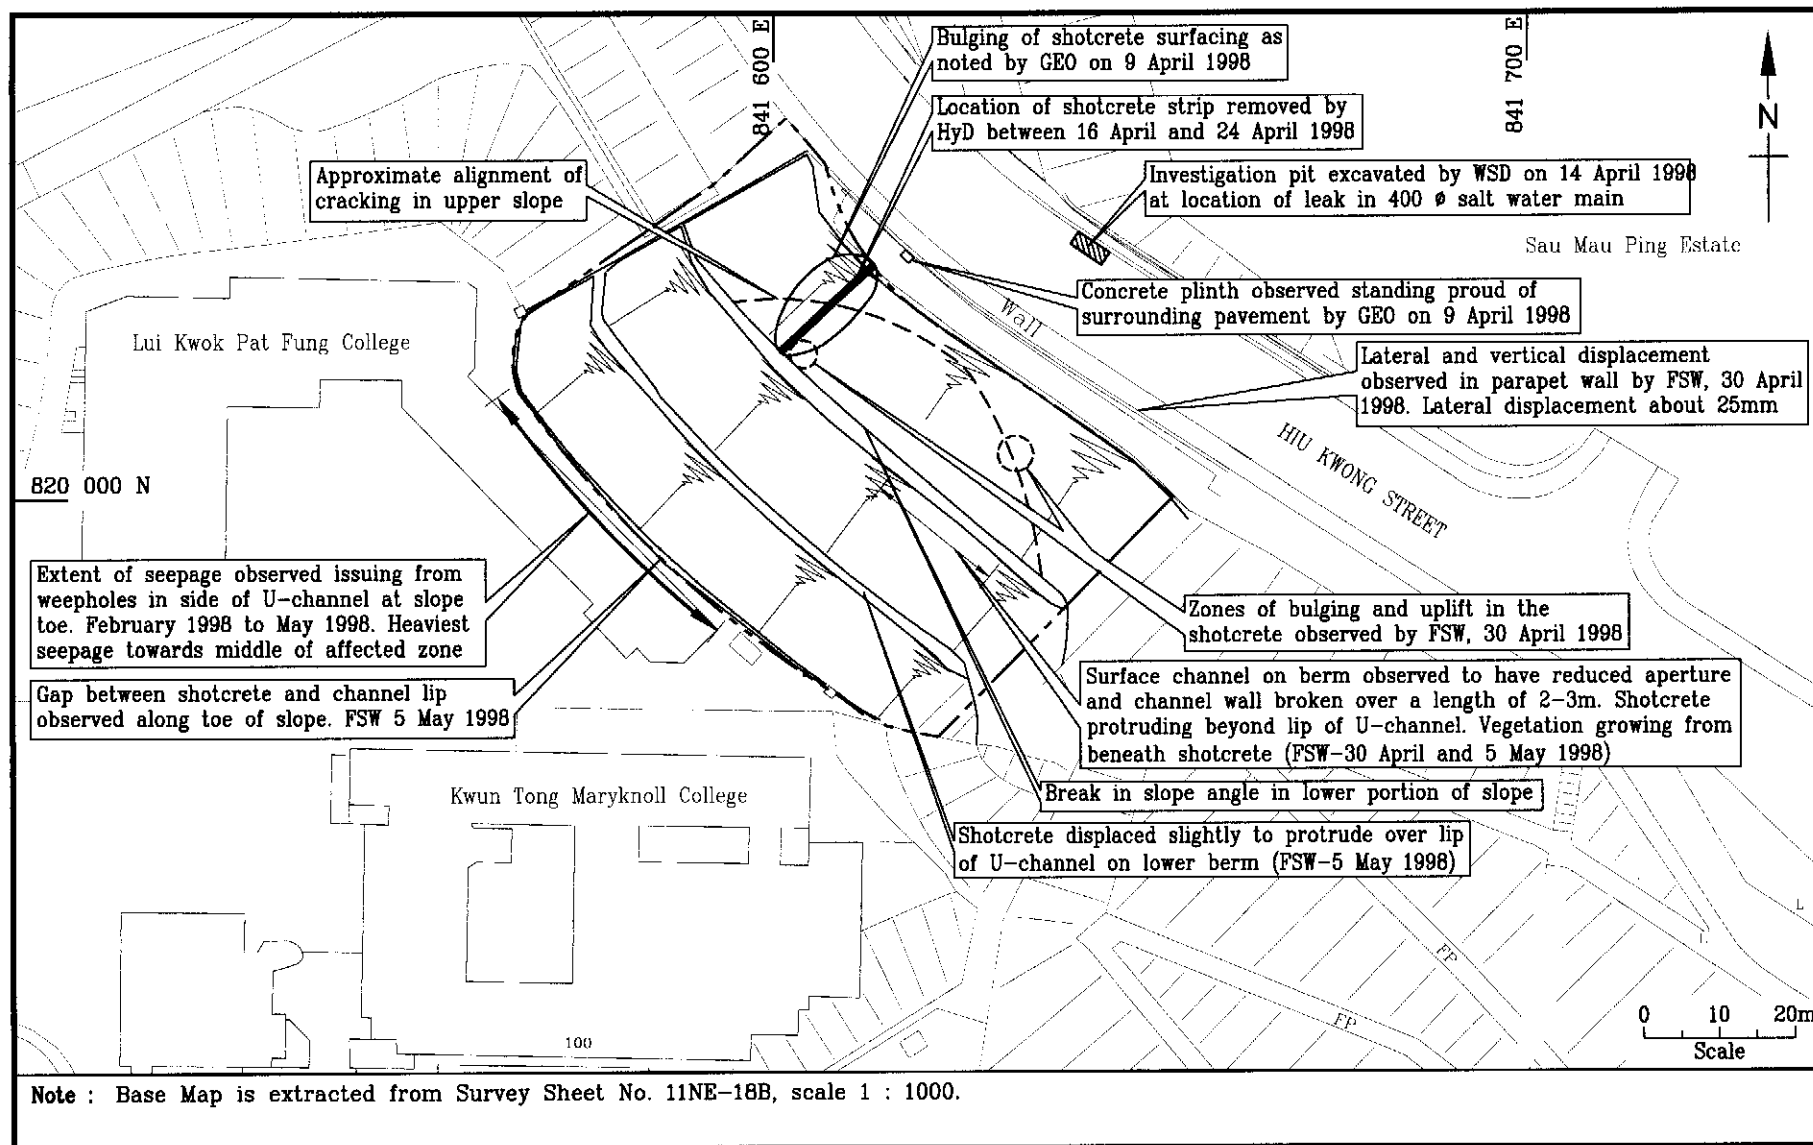 841 600 E
841 700 E
Bulging of shotcrete surfacing as
noted by GEO on 9 April 1998
Location of shotcrete strip removed by
HyD between 16 April and 24 April 1998
N
Approximate alignment of
cracking in upper slope
Investigation pit excavated by WSD on 14 April 1998
at location of leak in 400 ø salt water main
Sau Mau Ping Estate
Concrete plinth observed standing proud of
surrounding pavement by GEO on 9 April 1998
Wall
Lui Kwok Pat Fung College
Lateral and vertical displacement
observed in parapet wall by FSW, 30 April
1998. Lateral displacement about 25mm
HIU KWONG STREET
820 000 N
Extent of seepage observed issuing from
weepholes in side of U-channel at slope
toe. February 1998 to May 1998. Heaviest
seepage towards middle of affected zone
Zones of bulging and uplift in the
shotcrete observed by FSW, 30 April 1998
Gap between shotcrete and channel lip
observed along toe of slope. FSW 5 May 1998
Surface channel on berm observed to have reduced aperture
and channel wall broken over a length of 2-3m. Shotcrete
protruding beyond lip of U-channel. Vegetation growing from
beneath shotcrete (FSW-30 April and 5 May 1998)
Kwun Tong Maryknoll College
Break in slope angle in lower portion of slope
Shotcrete displaced slightly to protrude over lip
of U-channel on lower berm (FSW-5 May 1998)
L
L
FP
FP
100
0 10 20m
Scale
Note : Base Map is extracted from Survey Sheet No. 11NE-18B, scale 1 : 1000.